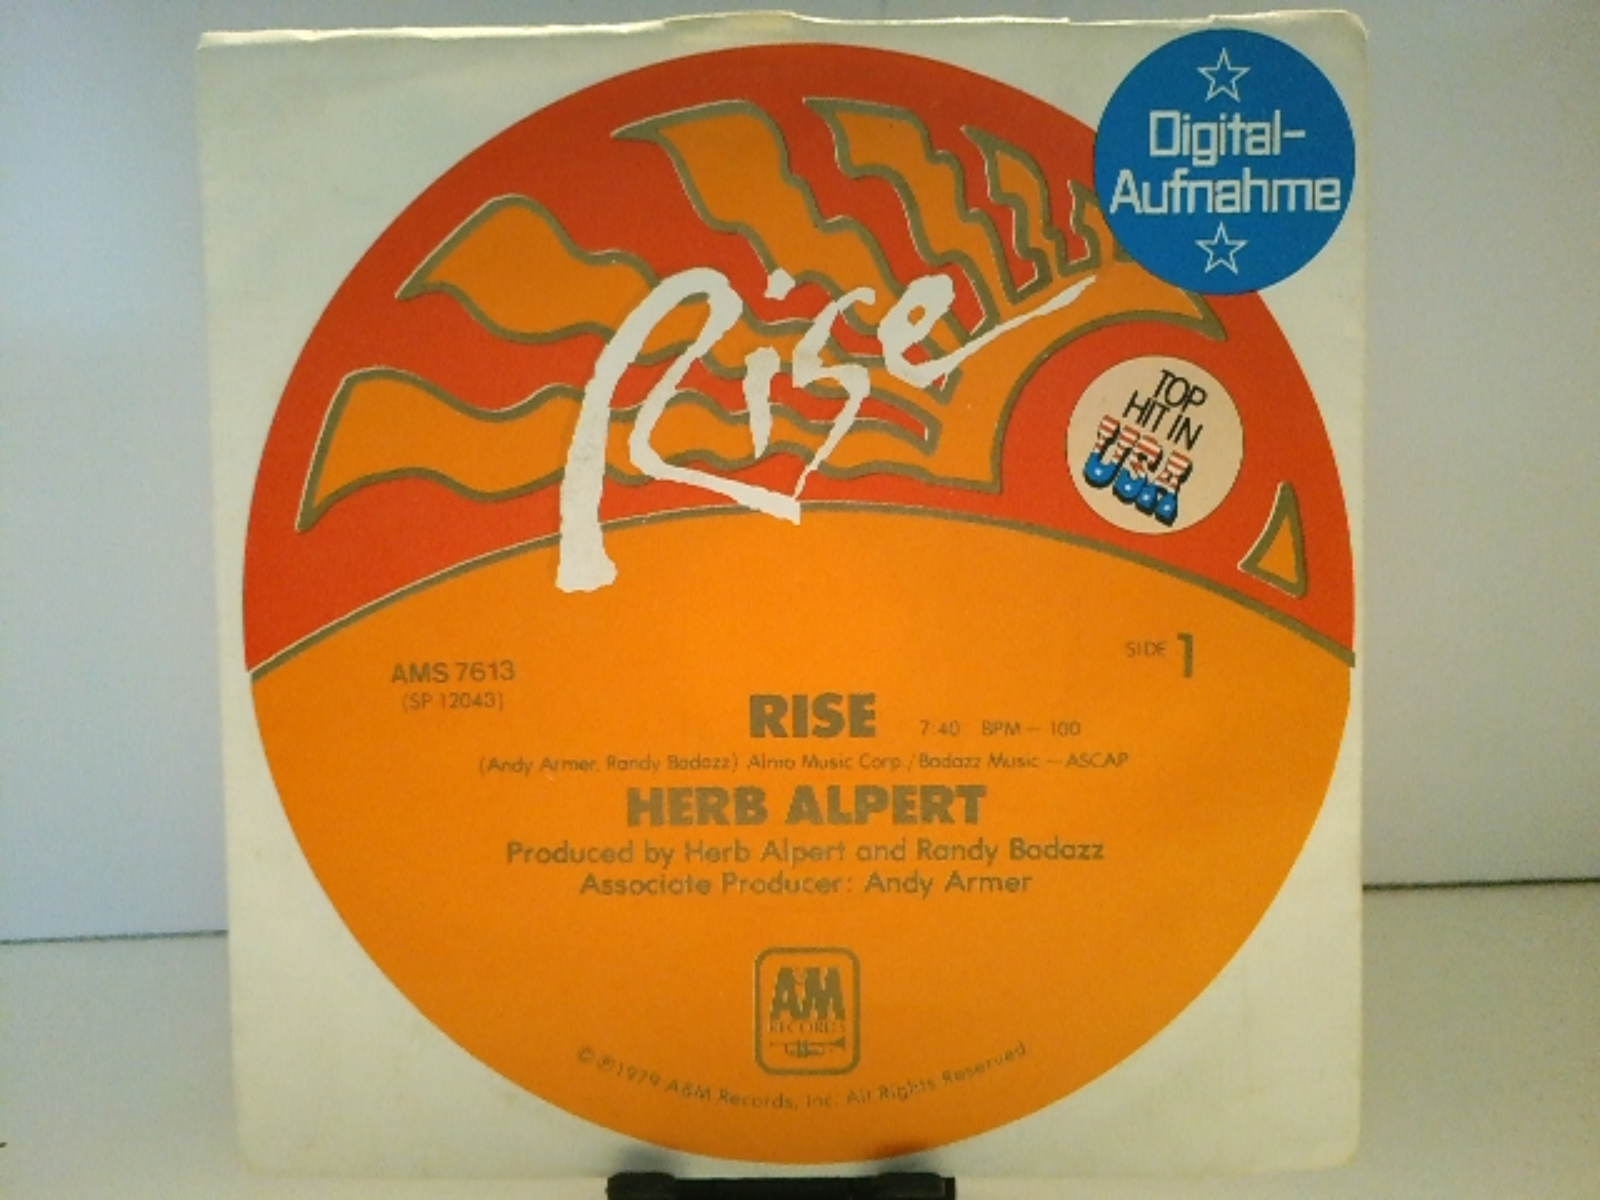 Digital-
Aufnahme
Rise
TOP
HIT IN
USA
AMS 7613
(SP 12043)
SIDE 1
RISE 7:40 BPM – 100
(Andy Armer, Randy Badazz) Almo Music Corp./Badazz Music – ASCAP
HERB ALPERT
Produced by Herb Alpert and Randy Badazz
Associate Producer: Andy Armer
A&M
RECORDS
© ℗ 1979 A&M Records, Inc. All Rights Reserved